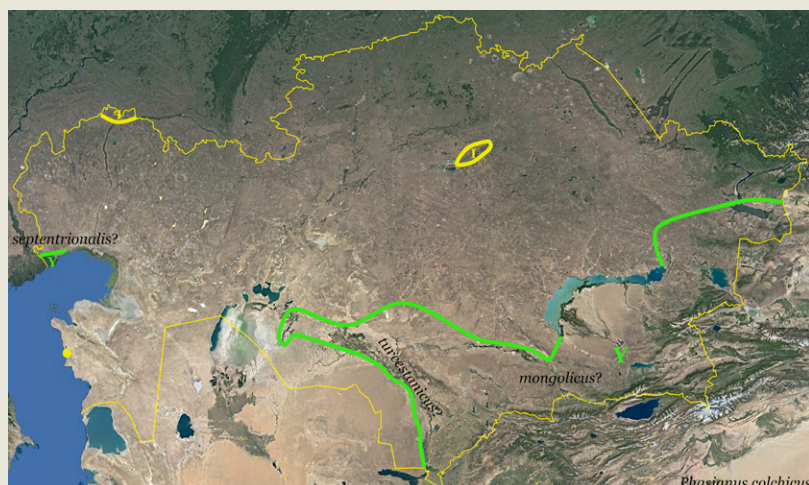 septentrionalis?
Y
I
turcestanicus?
mongolicus?
Y
Phasianus colchicus